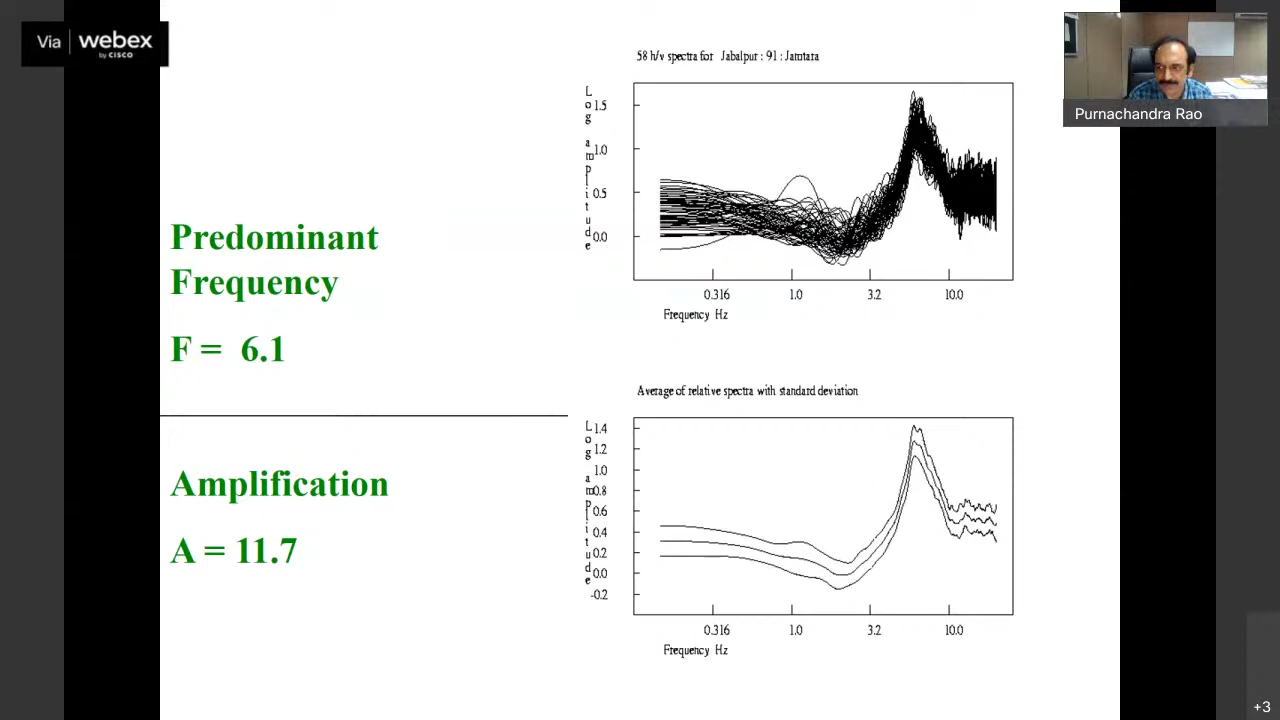 Via webex
by CISCO
Purnachandra Rao
Predominant
Frequency
F = 6.1
Amplification
A = 11.7
58 h/v spectra for Jabalpur : 91 : Jamtara
Log amplitude
1.5
1.0
0.5
0.0
0.316 1.0 3.2 10.0
Frequency Hz
Average of relative spectra with standard deviation
Log amplitude
1.4
1.2
1.0
0.8
0.6
0.4
0.2
0.0
-0.2
0.316 1.0 3.2 10.0
Frequency Hz
+3